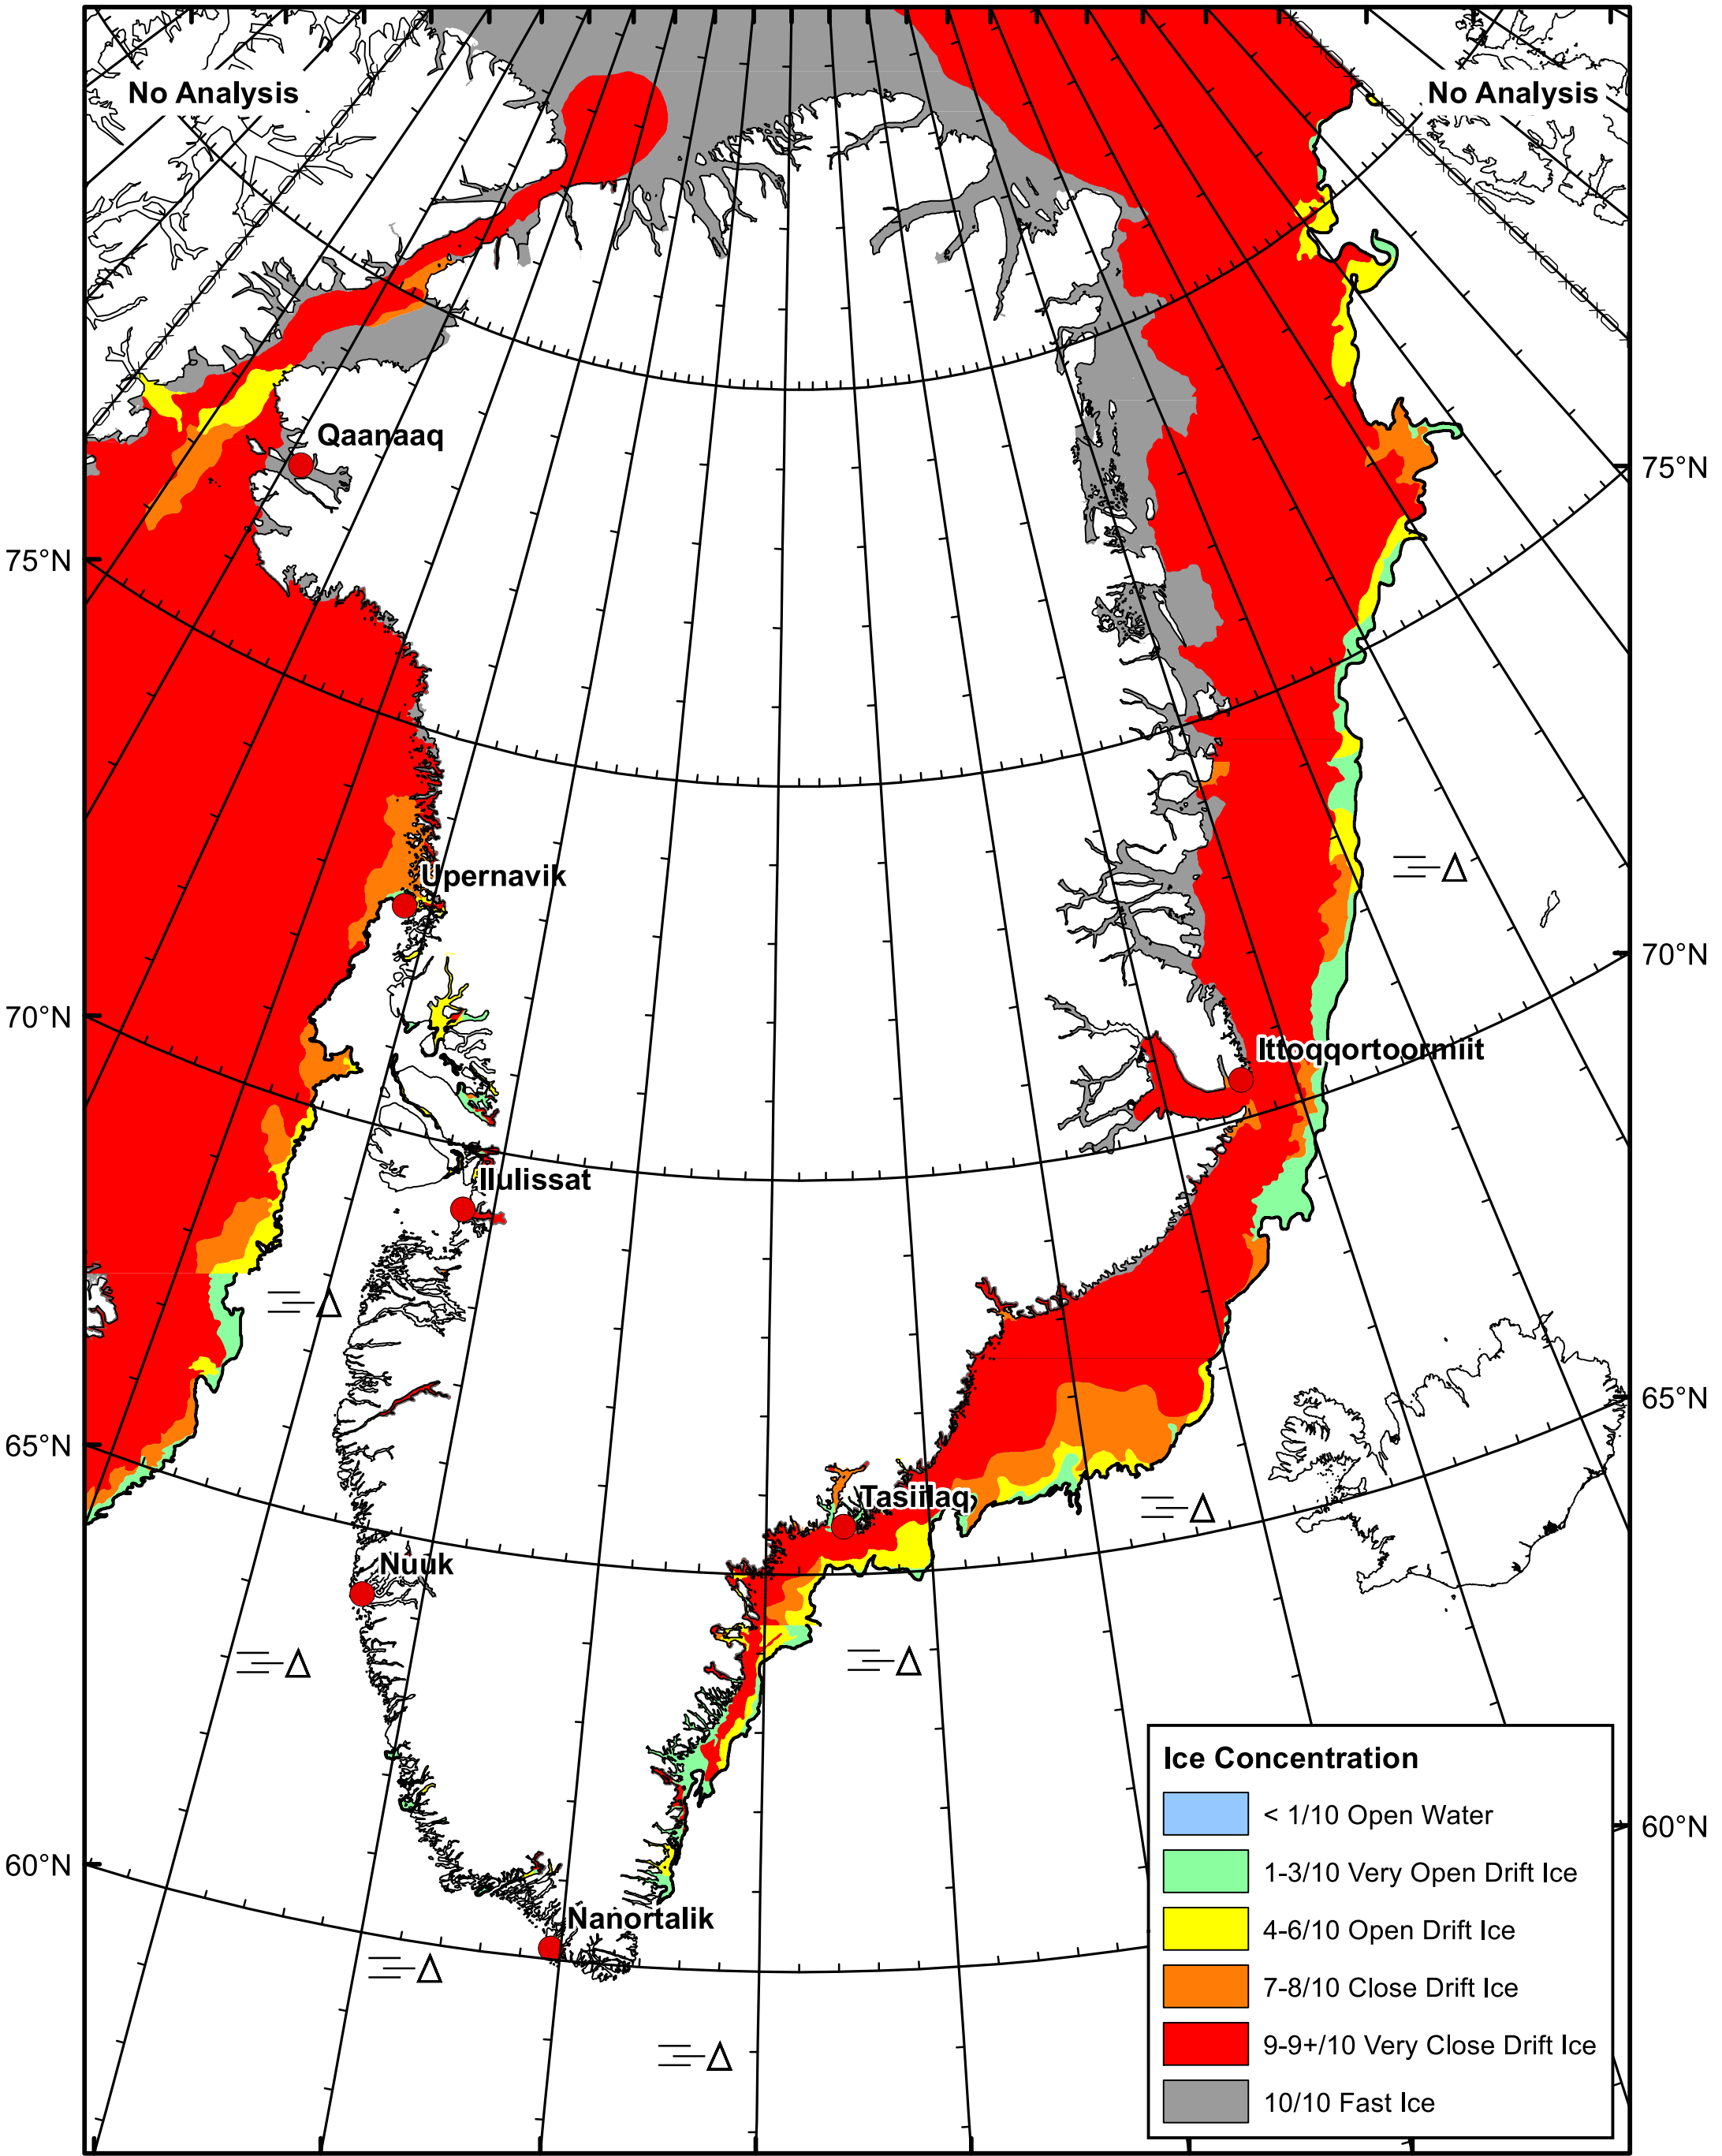 No Analysis
No Analysis
Qaanaaq
75°N
75°N
Upernavik
70°N
70°N
Ittoqqortoormiit
Ilulissat
65°N
65°N
Tasiilaq
Nuuk
60°N
60°N
Nanortalik
Ice Concentration
< 1/10 Open Water
1-3/10 Very Open Drift Ice
4-6/10 Open Drift Ice
7-8/10 Close Drift Ice
9-9+/10 Very Close Drift Ice
10/10 Fast Ice